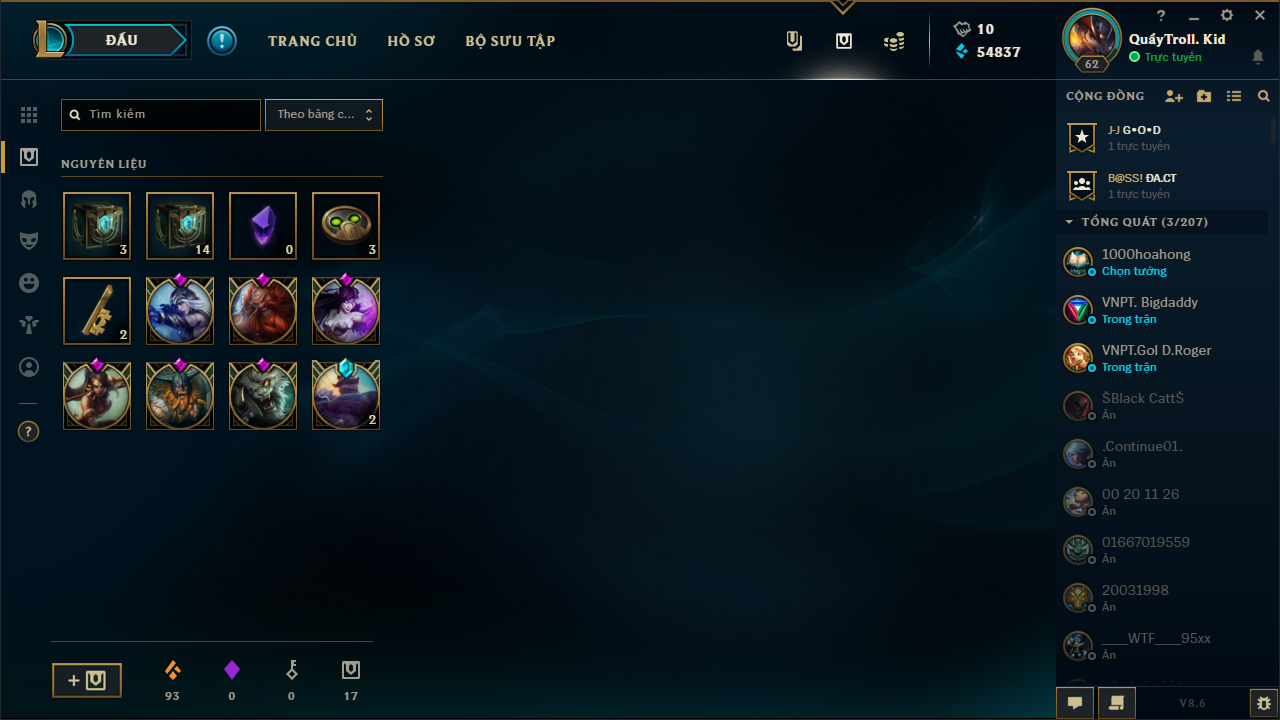 ĐẤU
TRANG CHỦ
HỒ SƠ
BỘ SƯU TẬP
10
54837
?
62
QuẩyTroll. Kid
Trực tuyến
Tìm kiếm
Theo bảng c...
NGUYÊN LIỆU
3
14
0
3
2
2
?
93
0
0
17
CỘNG ĐỒNG
J-J G•O•D
1 trực tuyến
B@SS! ĐA.CT
1 trực tuyến
TỔNG QUÁT (3/207)
1000hoahong
Chọn tướng
VNPT. Bigdaddy
Trong trận
VNPT.Gol D.Roger
Trong trận
ŠBlack CattŠ
Ẩn
.Continue01.
Ẩn
00 20 11 26
Ẩn
01667019559
Ẩn
20031998
Ẩn
___WTF___95xx
Ẩn
V8.6